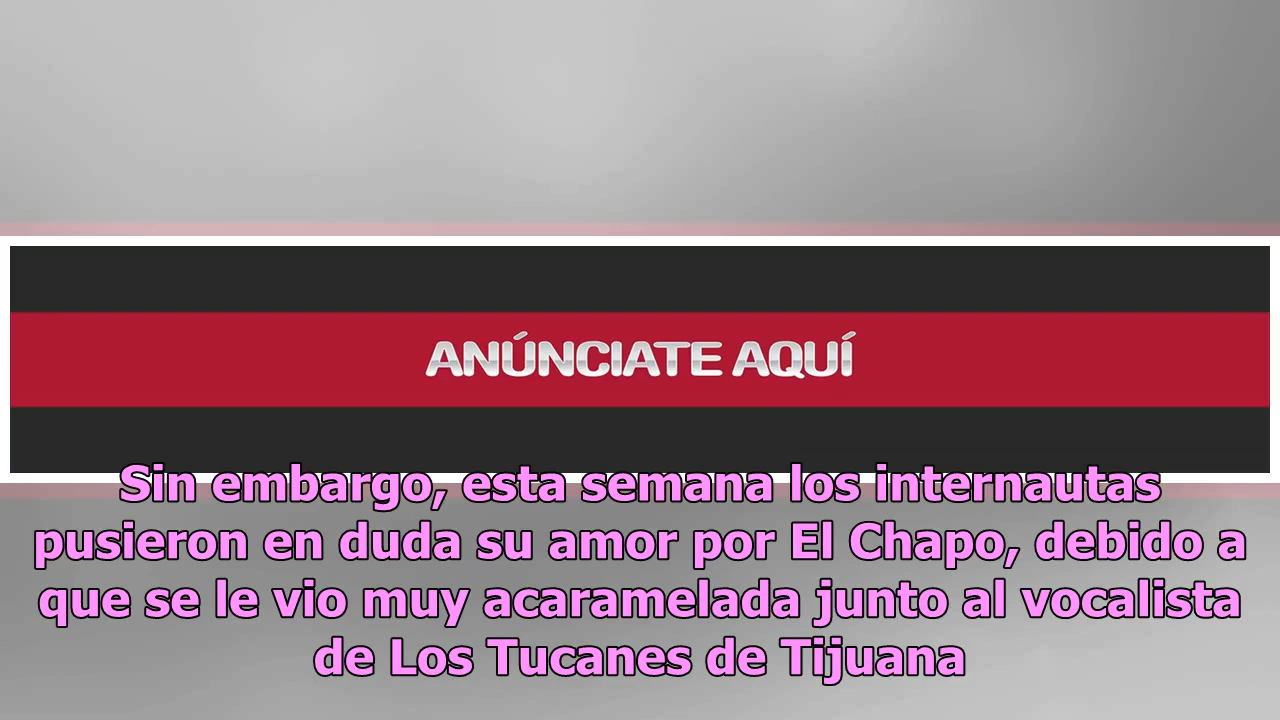 ANÚNCIATE AQUÍ
Sin embargo, esta semana los internautas
pusieron en duda su amor por El Chapo, debido a
que se le vio muy acaramelada junto al vocalista
de Los Tucanes de Tijuana